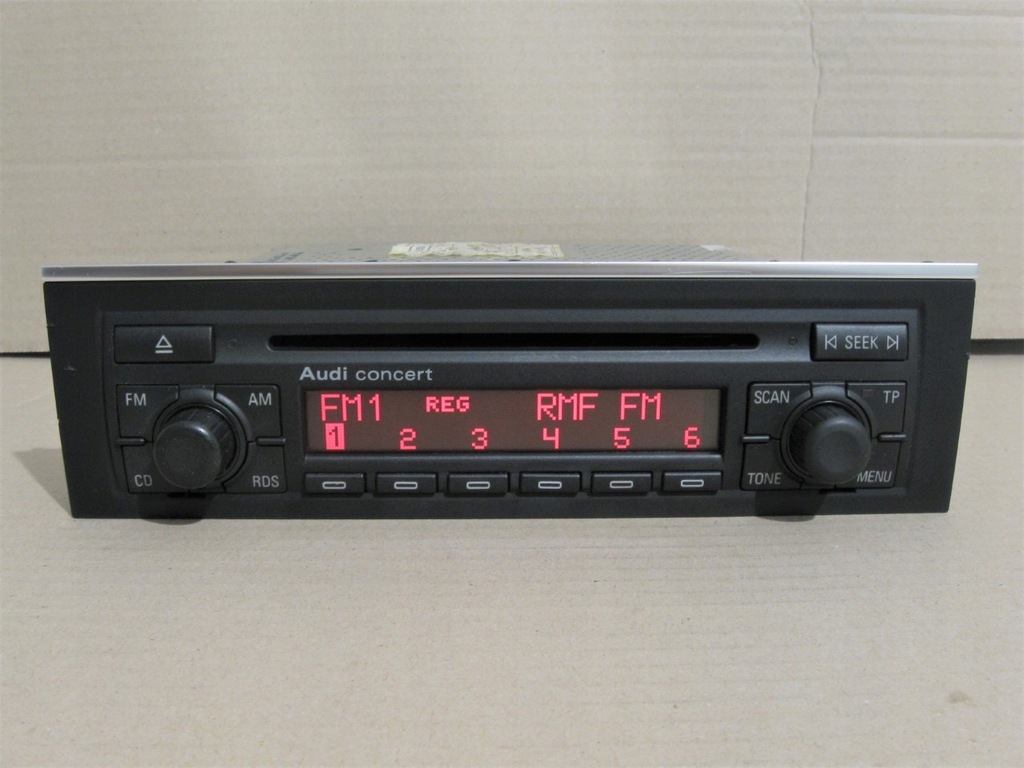 SEEK
Audi concert
FM AM
FM1 REG RMF FM
SCAN TP
1 2 3 4 5 6
CD RDS
TONE MENU